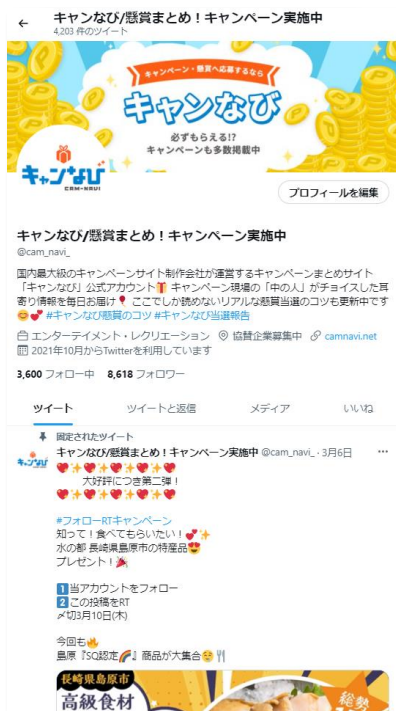 キャンなび/懸賞まとめ！キャンペーン実施中
4,203 件のツイート
キャンペーン・懸賞へ応募するなら
キャンなび
必ずもらえる!?
キャンペーンも多数掲載中
キャンなび
CAM-NAVI
プロフィールを編集
キャンなび/懸賞まとめ！キャンペーン実施中
@cam_navi_
国内最大級のキャンペーンサイト制作会社が運営するキャンペーンまとめサイト
「キャンなび」公式アカウント🎁 キャンペーン現場の「中の人」がチョイスした耳
寄り情報を毎日お届け🎈 ここでしか読めないリアルな懸賞当選のコツも更新中です
😊💕 #キャンなび懸賞のコツ #キャンなび当選報告
エンターテイメント・レクリエーション 協賛企業募集中 camnavi.net
2021年10月からTwitterを利用しています
3,600 フォロー中 8,618 フォロワー
ツイート ツイートと返信 メディア いいね
固定されたツイート
キャンなび/懸賞まとめ！キャンペーン実施中 @cam_navi_ · 3月6日 …
キャンなび
💖✨💖✨💖✨💖✨💖
大好評につき第二弾！
💖✨💖✨💖✨💖✨💖
#フォローRTキャンペーン
知って！食べてもらいたい！💕✨
水の都 長崎県島原市の特産品😍
プレゼント！🎉
1️⃣当アカウントをフォロー
2️⃣この投稿をRT
〆切3月10日(木)
今回も🔥
島原『SQ認定🌈』商品が大集合😋🍴
長崎県島原市
高級食材
総勢